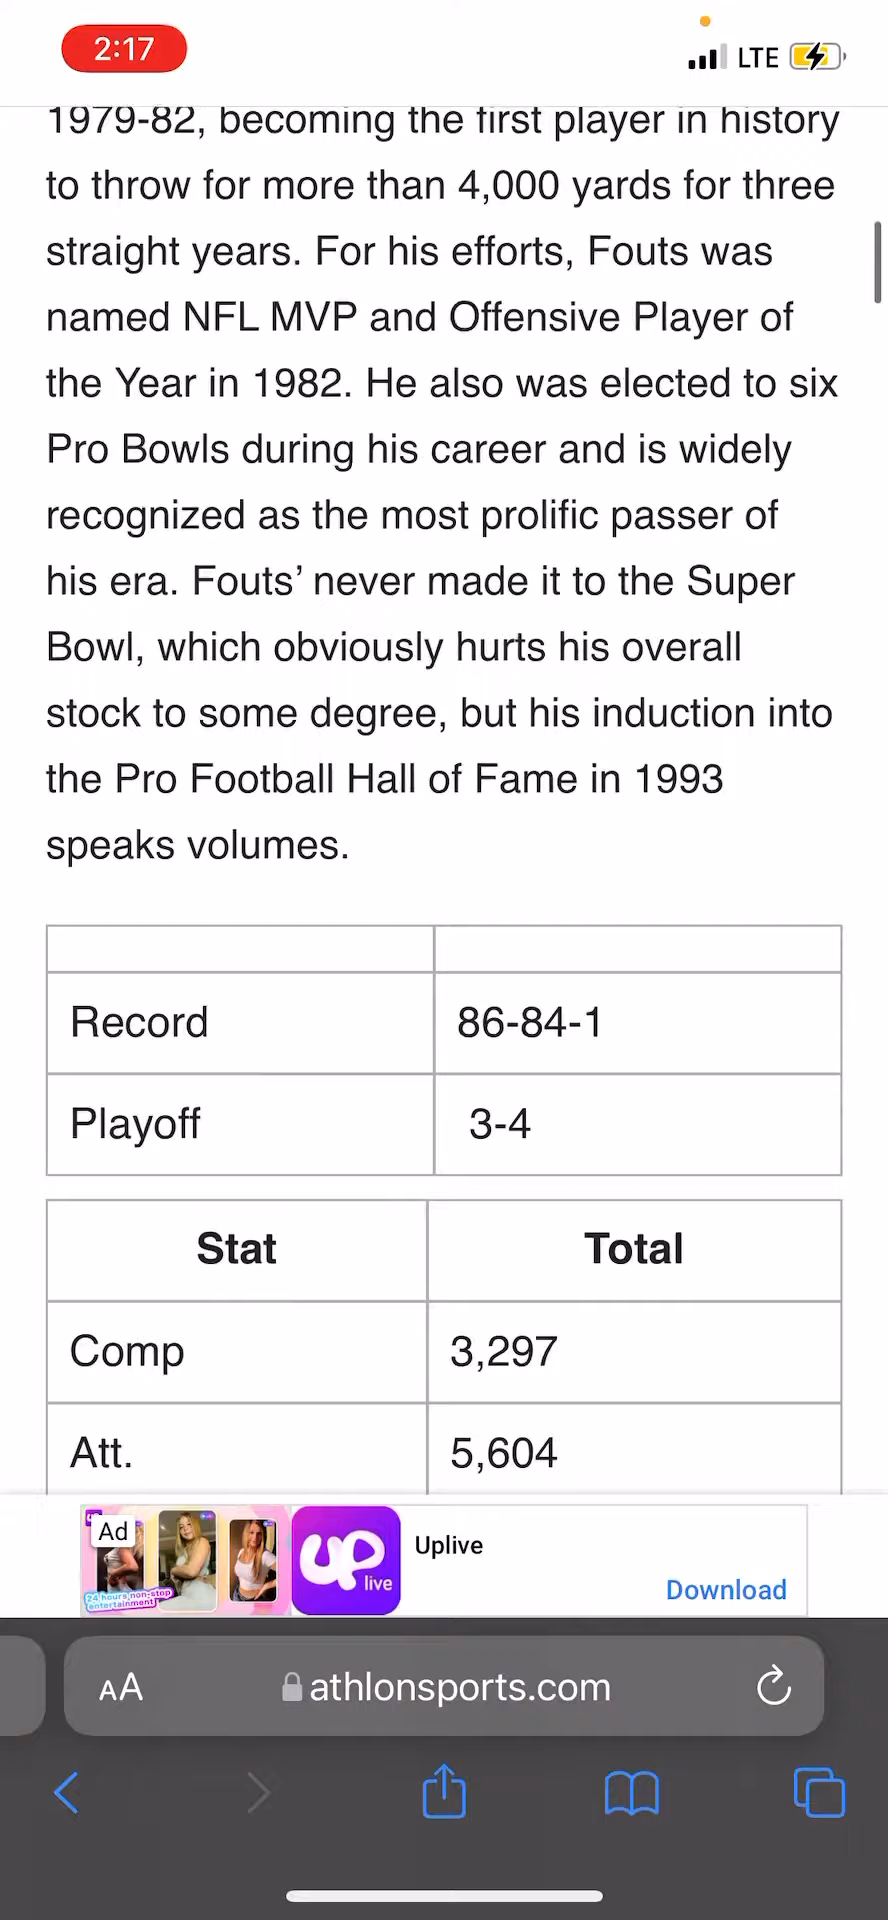 2:17
LTE
1979-82, becoming the first player in history
to throw for more than 4,000 yards for three
straight years. For his efforts, Fouts was
named NFL MVP and Offensive Player of
the Year in 1982. He also was elected to six
Pro Bowls during his career and is widely
recognized as the most prolific passer of
his era. Fouts’ never made it to the Super
Bowl, which obviously hurts his overall
stock to some degree, but his induction into
the Pro Football Hall of Fame in 1993
speaks volumes.
Record 86-84-1
Playoff 3-4
Stat Total
Comp 3,297
Att. 5,604
Ad
24 hours non-stop
entertainment
UP
live
Uplive
Download
AA athlonsports.com